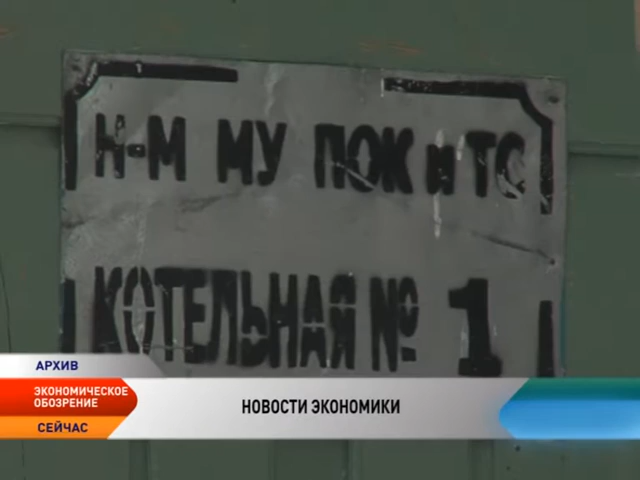 Н-М МУ ПОК и ТС
КОТЕЛЬНАЯ № 1
АРХИВ
ЭКОНОМИЧЕСКОЕ
ОБОЗРЕНИЕ
НОВОСТИ ЭКОНОМИКИ
СЕЙЧАС